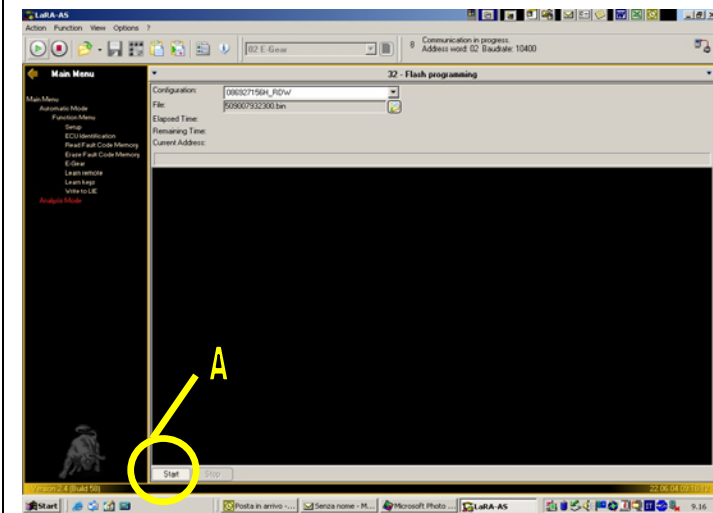 LaRA-AS
Action Function View Options ?
02 E-Gear
8 Communication in progress.
Address word: 02 Baudrate: 10400
Main Menu
32 - Flash programming
Main Menu
Automatic Mode
Function Menu
Setup
ECU Identification
Read Fault Code Memory
Erase Fault Code Memory
E-Gear
Learn remote
Learn keys
Write to LIE
Analysis Mode
Configuration: 086927156H_RDW
File: 509007932300.bin
Elapsed Time:
Remaining Time:
Current Address:
A
Start Stop
Version 2.4 (Build 58)
Start Posta in arrivo -... Senza nome - M... Microsoft Photo ... LaRA-AS 9.16